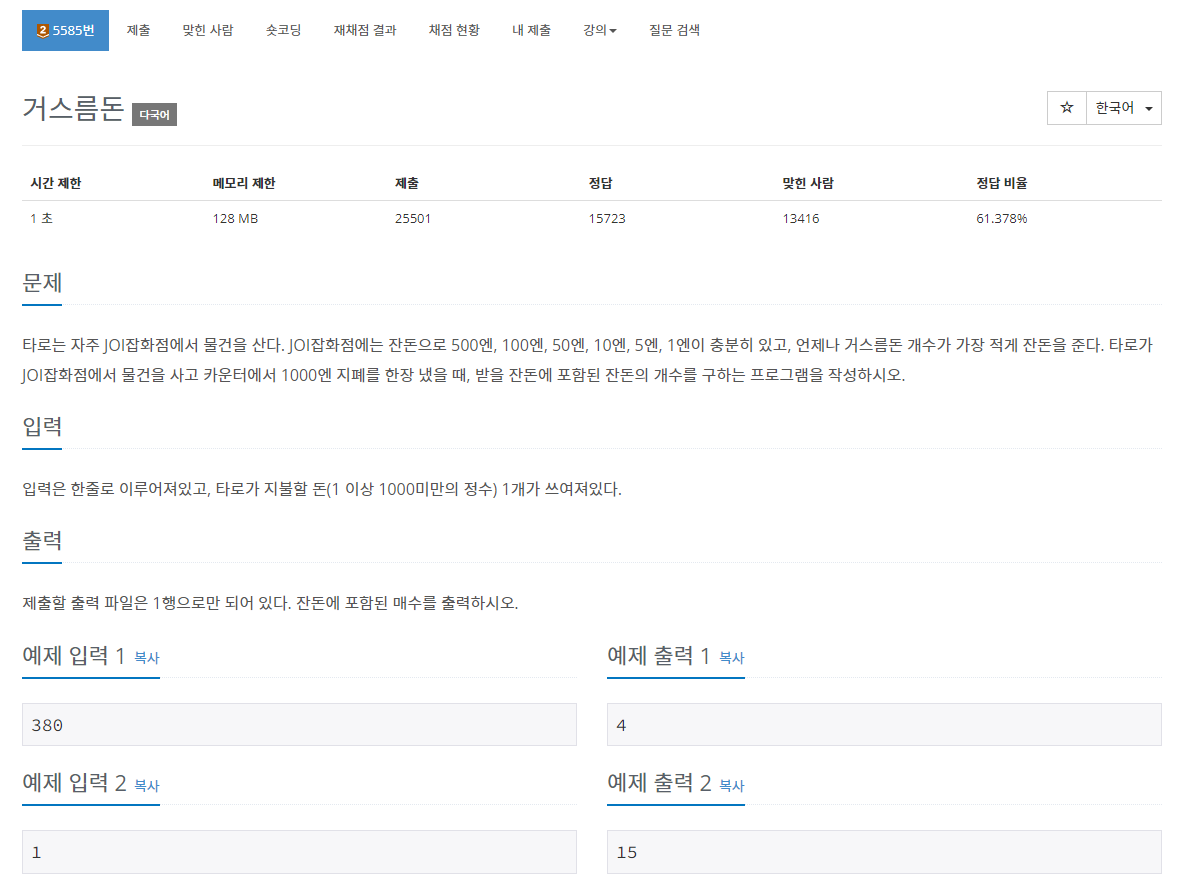 2 5585번 제출 맞힌 사람 숏코딩 재채점 결과 채점 현황 내 제출 강의 질문 검색
거스름돈 다국어 ☆ 한국어
시간 제한 메모리 제한 제출 정답 맞힌 사람 정답 비율
1 초 128 MB 25501 15723 13416 61.378%
문제
타로는 자주 JOI잡화점에서 물건을 산다. JOI잡화점에는 잔돈으로 500엔, 100엔, 50엔, 10엔, 5엔, 1엔이 충분히 있고, 언제나 거스름돈 개수가 가장 적게 잔돈을 준다. 타로가
JOI잡화점에서 물건을 사고 카운터에서 1000엔 지폐를 한장 냈을 때, 받을 잔돈에 포함된 잔돈의 개수를 구하는 프로그램을 작성하시오.
입력
입력은 한줄로 이루어져있고, 타로가 지불할 돈(1 이상 1000미만의 정수) 1개가 쓰여져있다.
출력
제출할 출력 파일은 1행으로만 되어 있다. 잔돈에 포함된 매수를 출력하시오.
예제 입력 1 복사 예제 출력 1 복사
380 4
예제 입력 2 복사 예제 출력 2 복사
1 15